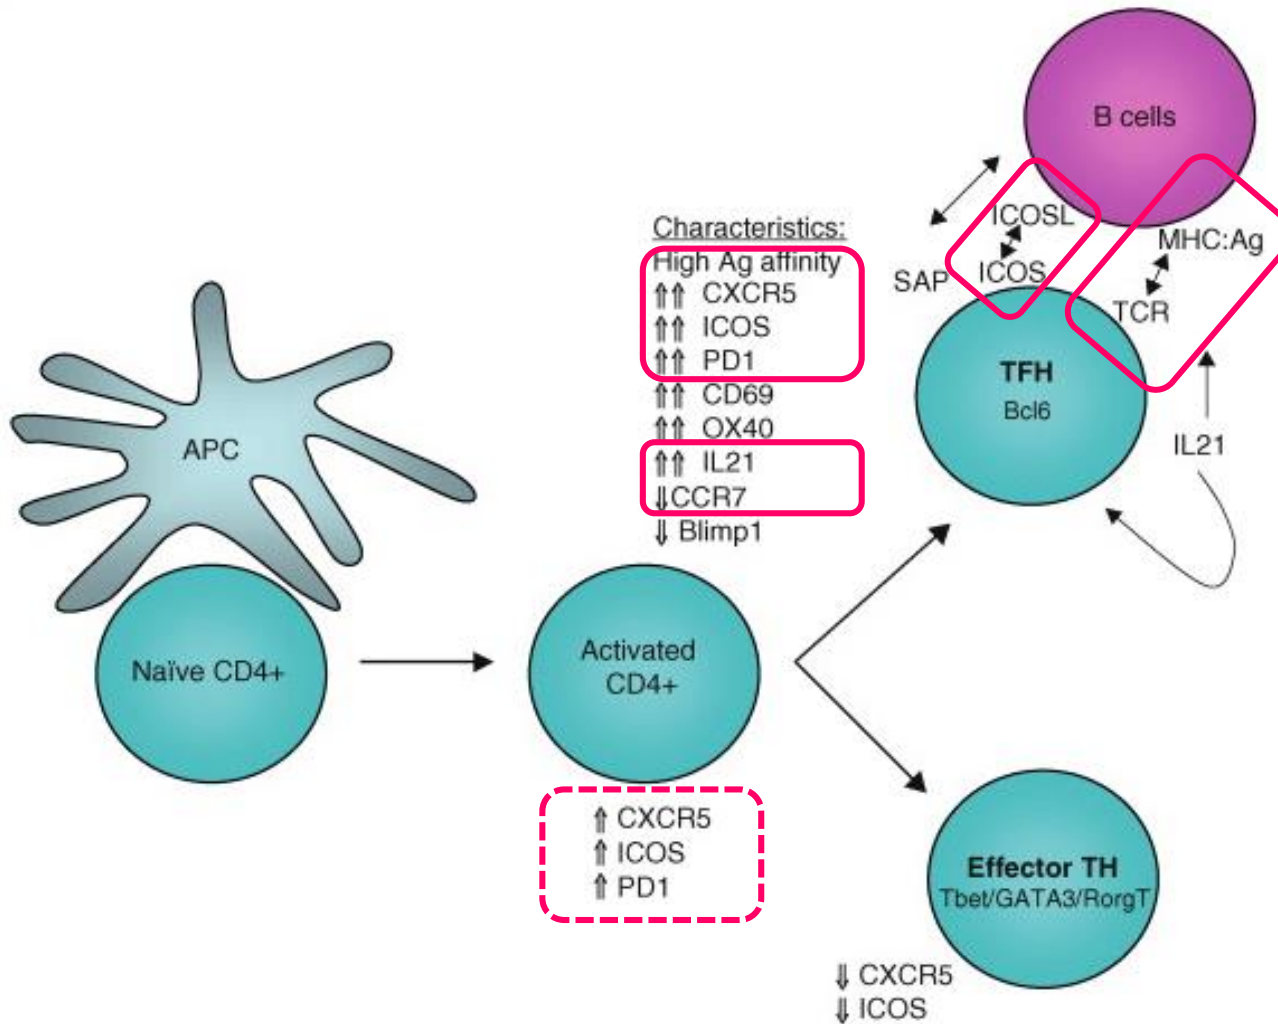 B cells
ICOSL
MHC:Ag
SAP
ICOS
TCR
TFH
Bcl6
IL21
Characteristics:
High Ag affinity
⇑⇑ CXCR5
⇑⇑ ICOS
⇑⇑ PD1
⇑⇑ CD69
⇑⇑ OX40
⇑⇑ IL21
⇓CCR7
⇓ Blimp1
APC
Naïve CD4+
Activated
CD4+
⇑ CXCR5
⇑ ICOS
⇑ PD1
Effector TH
Tbet/GATA3/RorgT
⇓ CXCR5
⇓ ICOS